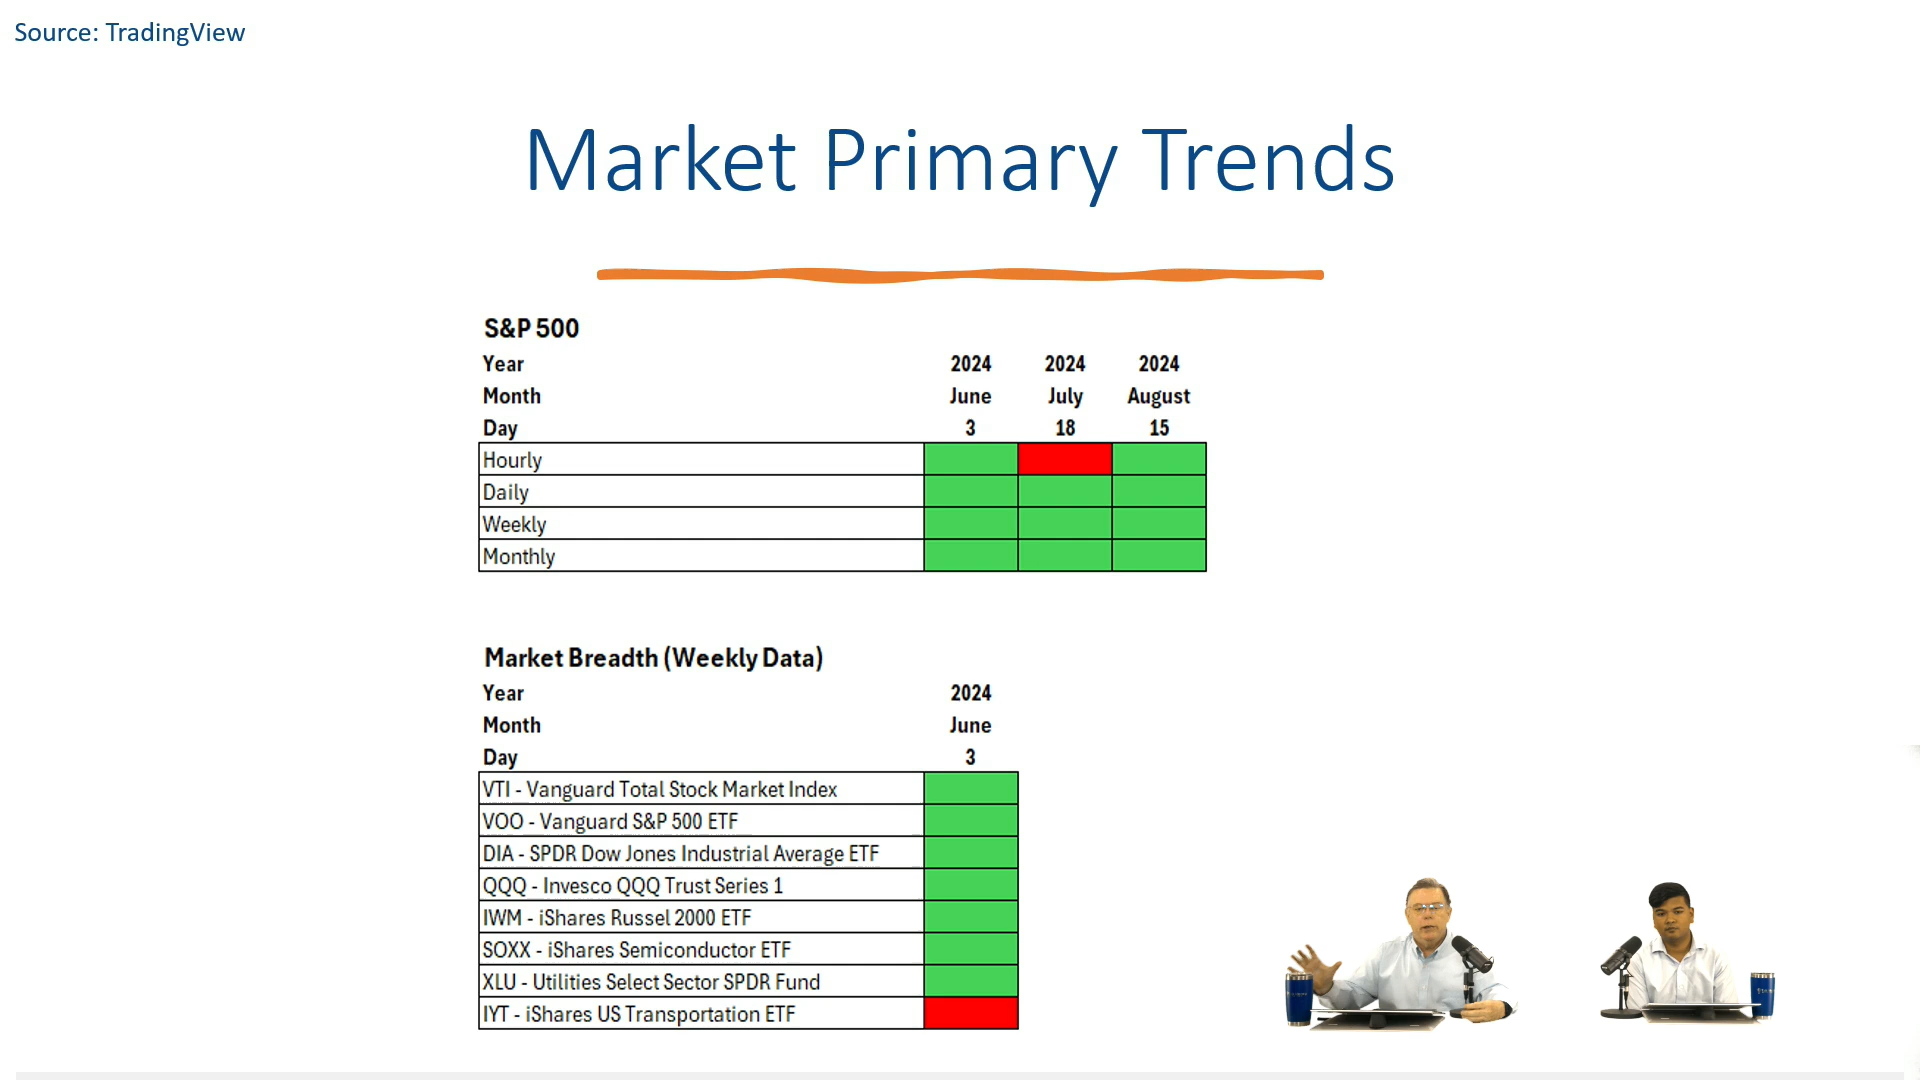 Source: TradingView
Market Primary Trends
S&P 500
Year 2024 2024 2024
Month June July August
Day 3 18 15
Hourly
Daily
Weekly
Monthly
Market Breadth (Weekly Data)
Year 2024
Month June
Day 3
VTI - Vanguard Total Stock Market Index
VOO - Vanguard S&P 500 ETF
DIA - SPDR Dow Jones Industrial Average ETF
QQQ - Invesco QQQ Trust Series 1
IWM - iShares Russel 2000 ETF
SOXX - iShares Semiconductor ETF
XLU - Utilities Select Sector SPDR Fund
IYT - iShares US Transportation ETF